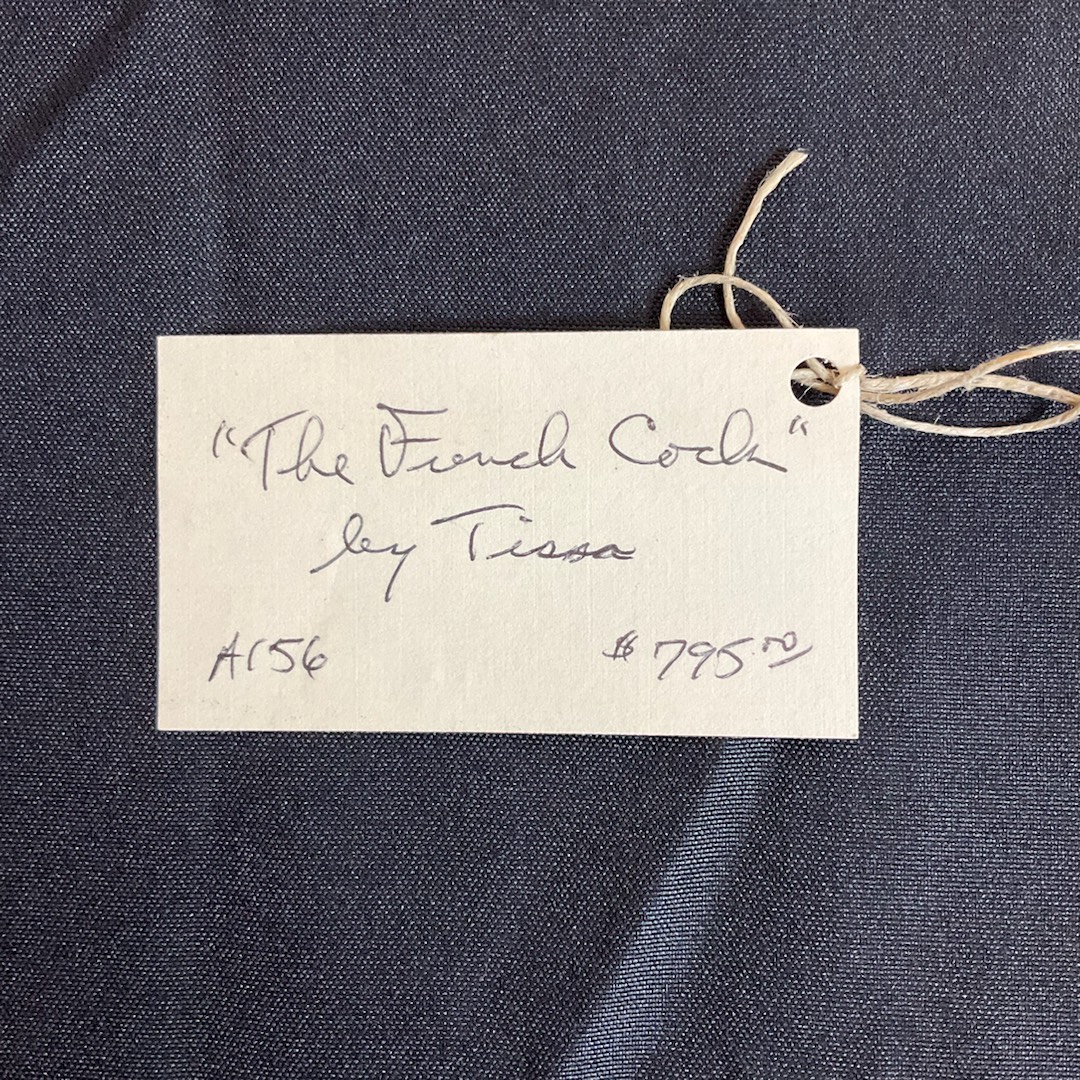 "The French Cock"
by Tissa
A156 $795.00